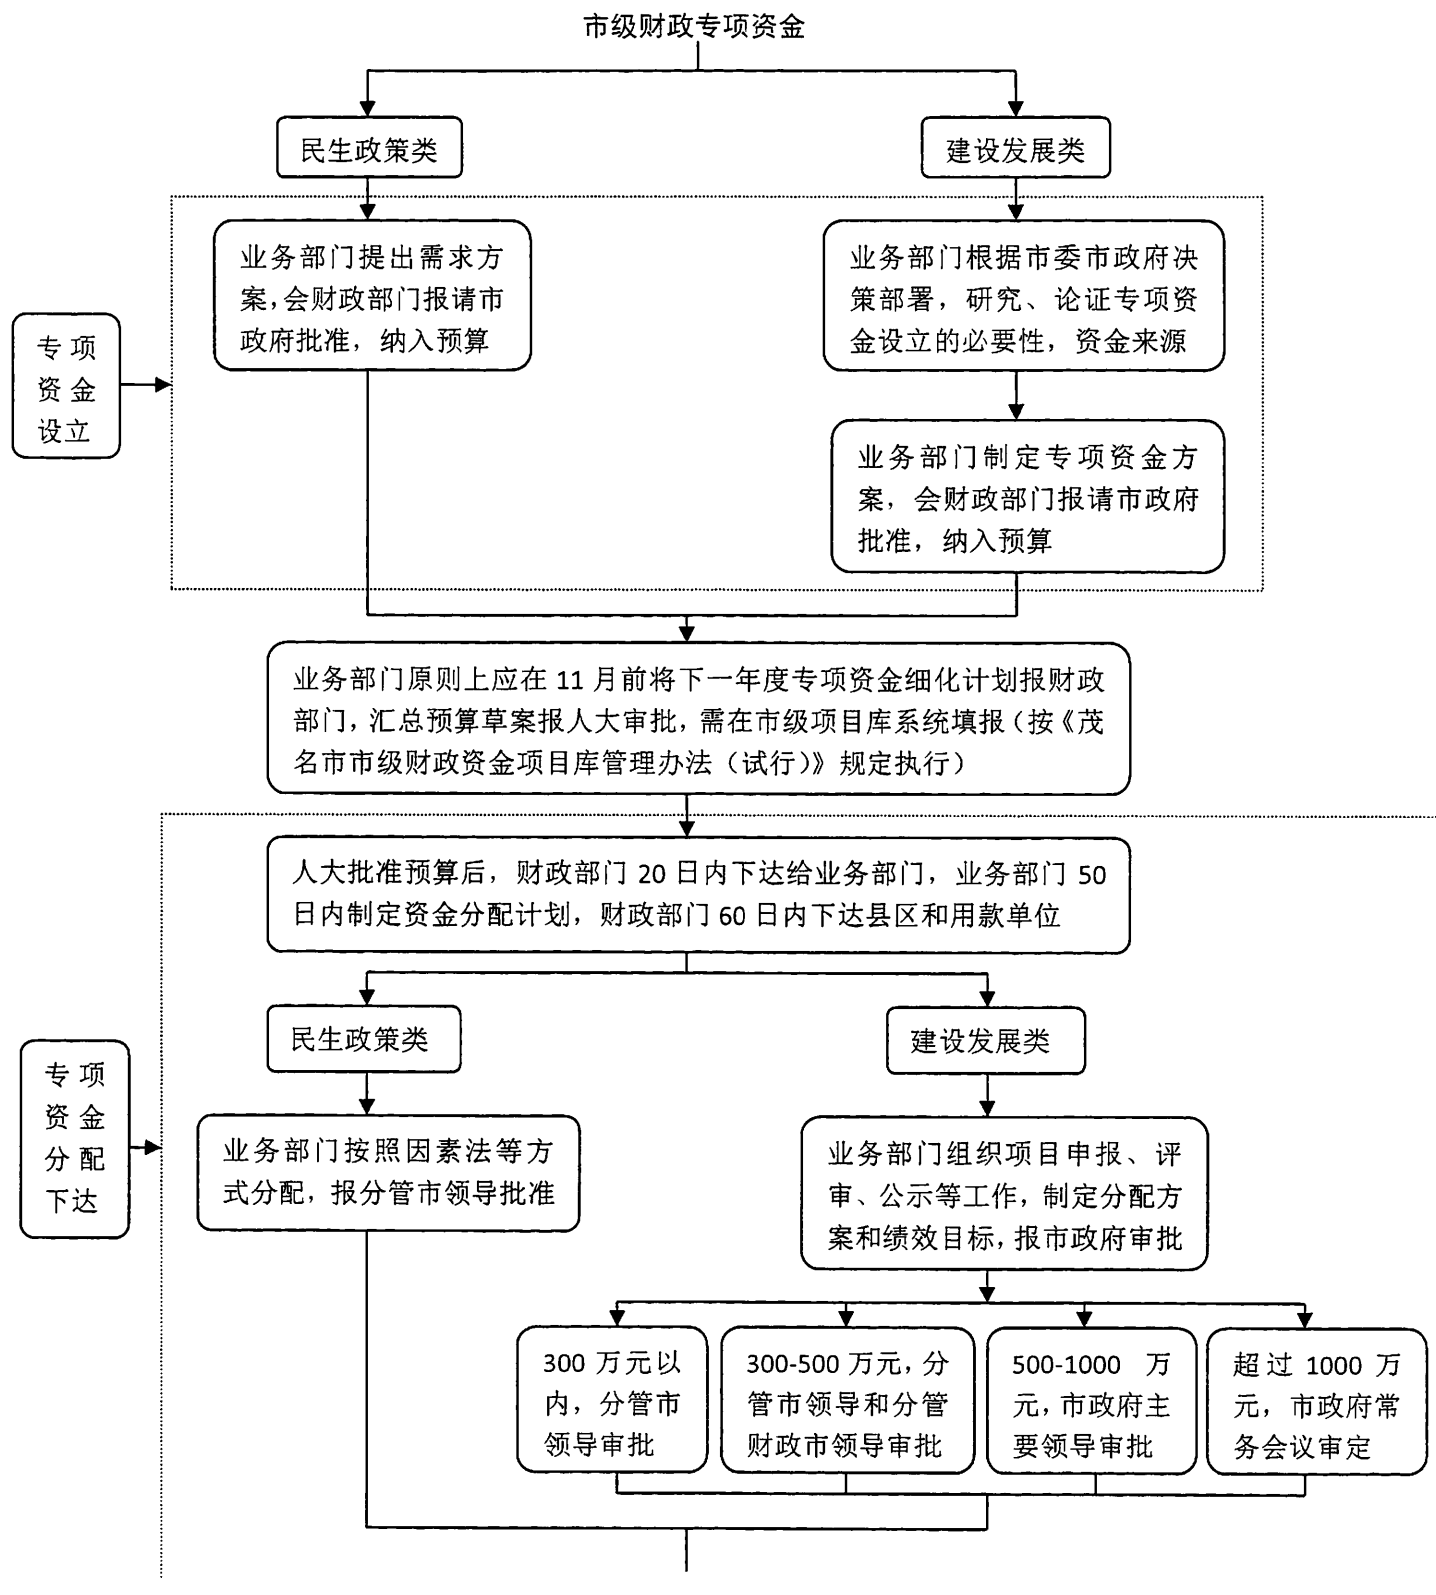 市级财政专项资金
民生政策类
建设发展类
专项
资金
设立
业务部门提出需求方
案,会财政部门报请市
政府批准，纳入预算
业务部门根据市委市政府决
策部署，研究、论证专项资
金设立的必要性，资金来源
业务部门制定专项资金方
案，会财政部门报请市政府
批准，纳入预算
业务部门原则上应在 11 月前将下一年度专项资金细化计划报财政
部门，汇总预算草案报人大审批，需在市级项目库系统填报（按《茂
名市市级财政资金项目库管理办法（试行）》规定执行）
人大批准预算后，财政部门 20 日内下达给业务部门，业务部门 50
日内制定资金分配计划，财政部门 60 日内下达县区和用款单位
专项
资金
分配
下达
民生政策类
建设发展类
业务部门按照因素法等方
式分配，报分管市领导批准
业务部门组织项目申报、评
审、公示等工作，制定分配方
案和绩效目标，报市政府审批
300 万元以
内，分管市
领导审批
300-500 万元，分
管市领导和分管
财政市领导审批
500-1000 万
元，市政府主
要领导审批
超过 1000 万
元，市政府常
务会议审定